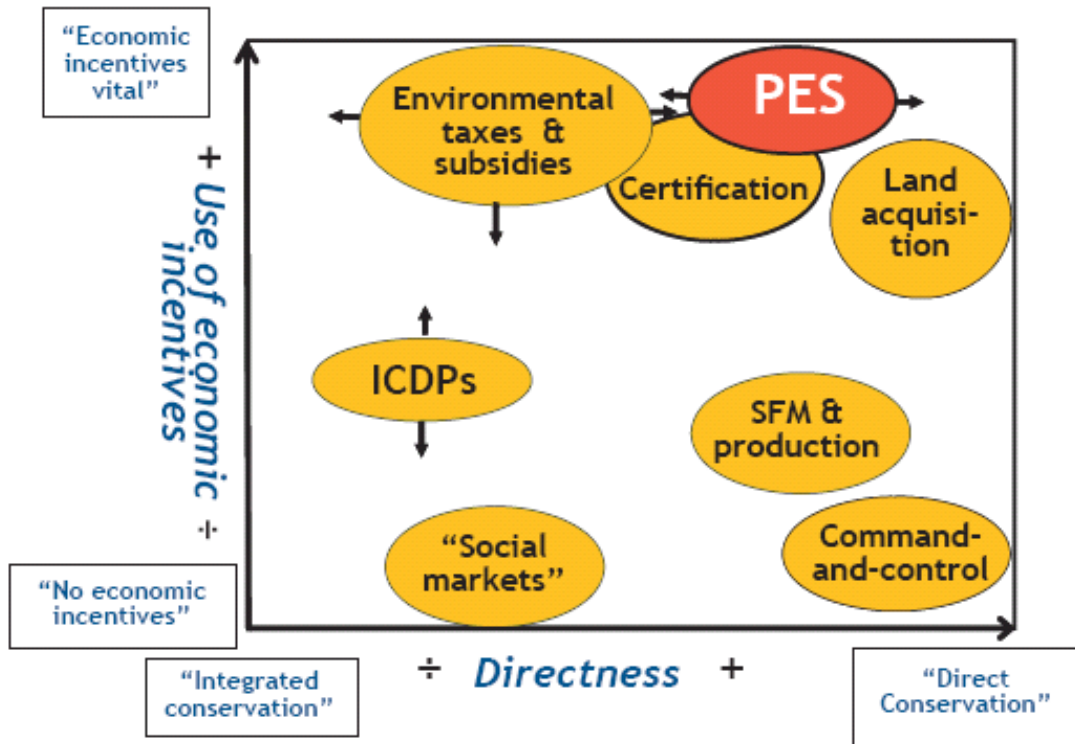 “Economic
incentives
vital”
+ Use of economic ÷
incentives
“No economic
incentives”
Environmental
taxes &
subsidies
PES
Certification
Land
acquisi-
tion
ICDPs
SFM &
production
“Social
markets”
Command-
and-control
÷ Directness +
“Integrated
conservation”
“Direct
Conservation”